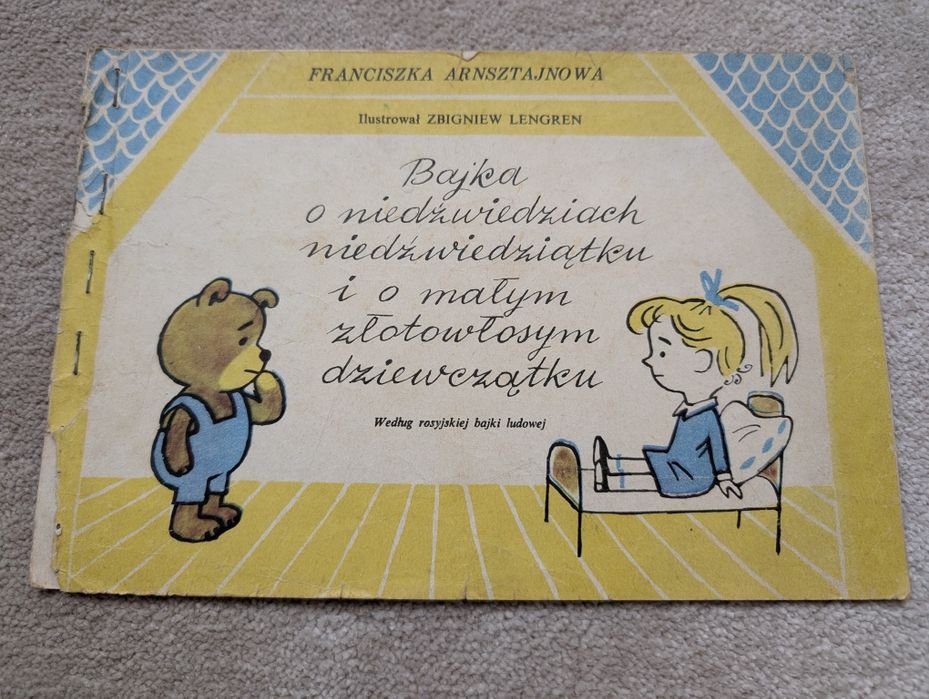 FRANCISZKA ARNSZTAJNOWA
Ilustrował ZBIGNIEW LENGREN
Bajka
o niedźwiedziach
niedźwiedziątku
i o małym
złotowłosym
dziewczątku
Według rosyjskiej bajki ludowej